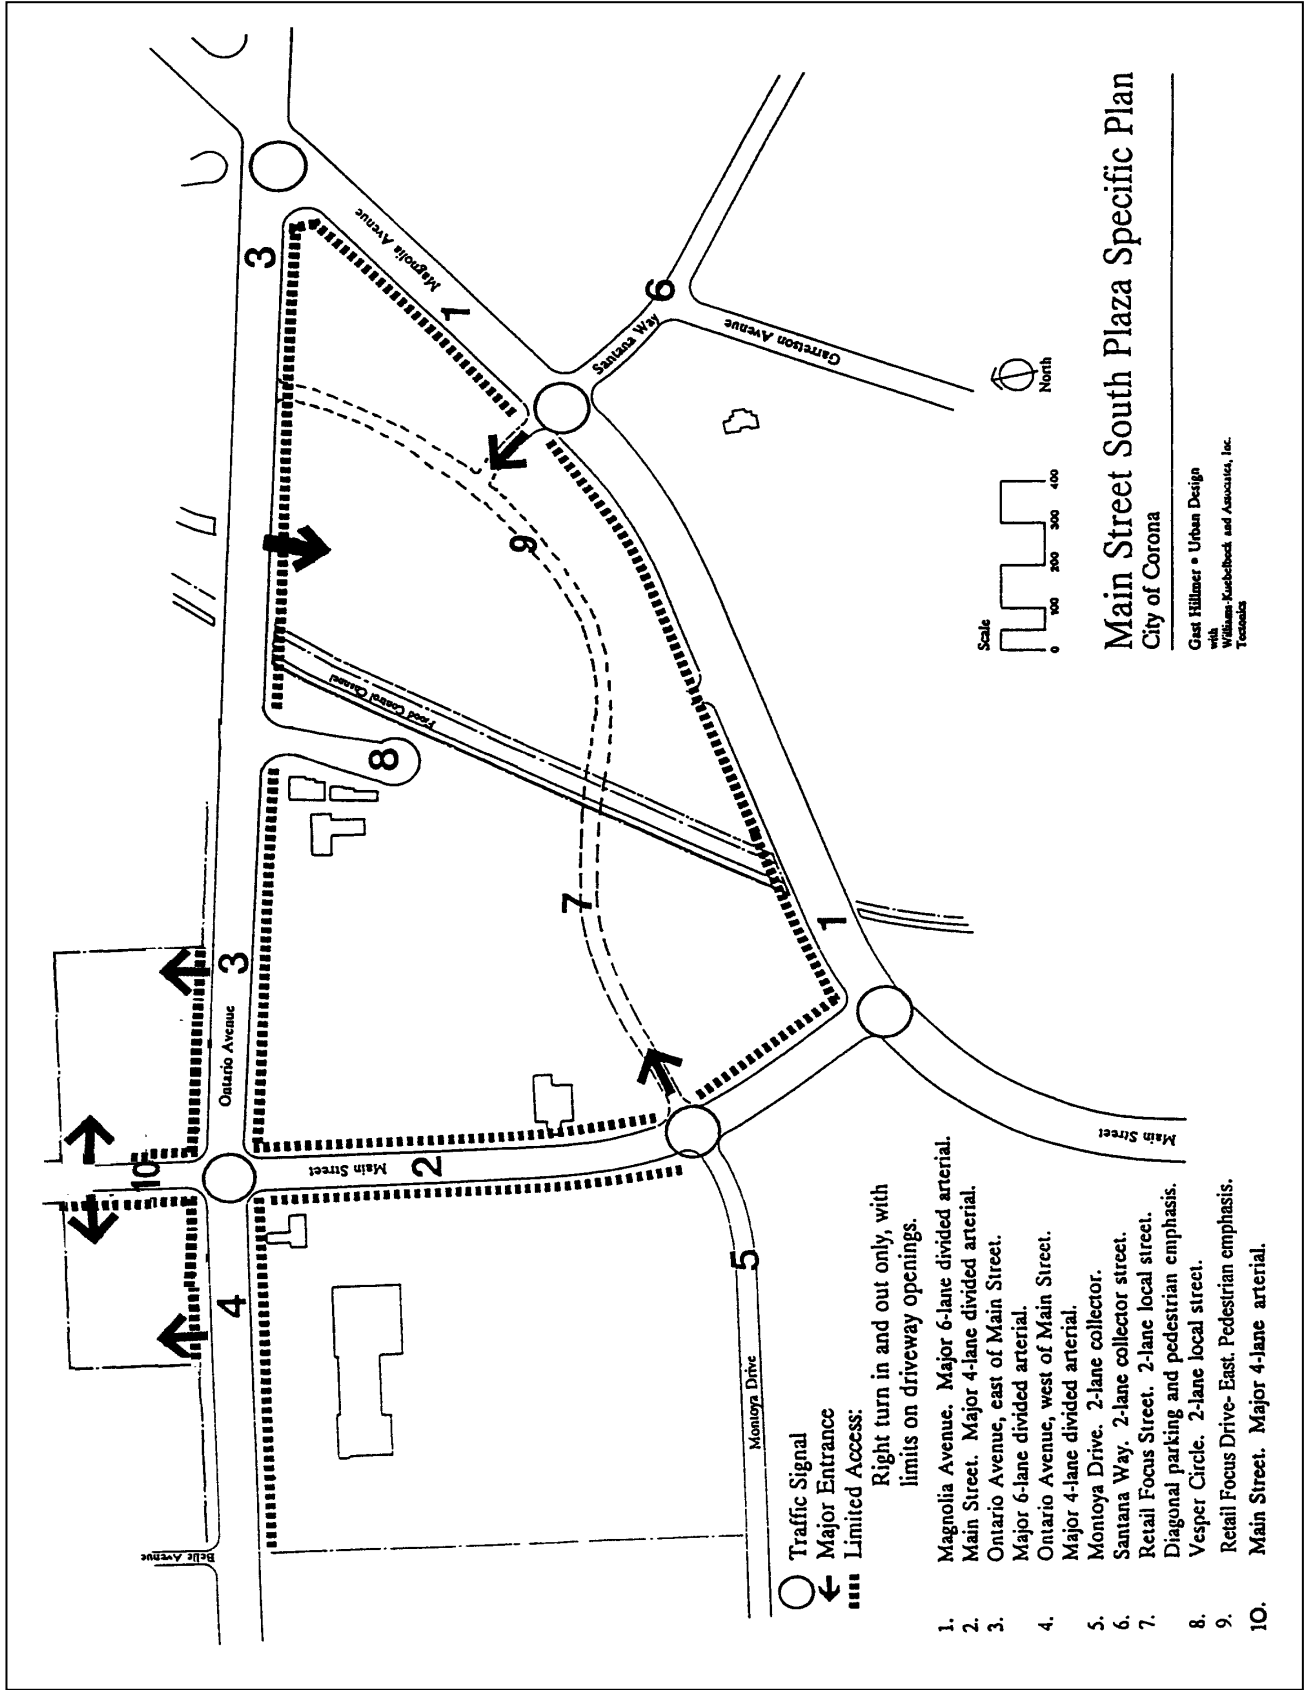 Belle Avenue
4
10
Ontario Avenue
3
3
Main Street
2
8
Flood Control Channel
Magnolia Avenue
1
9
7
Santana Way
6
Garretson Avenue
1
5
Montoya Drive
Main Street
Traffic Signal
Major Entrance
Limited Access:
Right turn in and out only, with
limits on driveway openings.
1. Magnolia Avenue. Major 6-lane divided arterial.
2. Main Street. Major 4-lane divided arterial.
3. Ontario Avenue, east of Main Street.
Major 6-lane divided arterial.
4. Ontario Avenue, west of Main Street.
Major 4-lane divided arterial.
5. Montoya Drive. 2-lane collector.
6. Santana Way. 2-lane collector street.
7. Retail Focus Street. 2-lane local street.
Diagonal parking and pedestrian emphasis.
8. Vesper Circle. 2-lane local street.
9. Retail Focus Drive- East. Pedestrian emphasis.
10. Main Street. Major 4-lane arterial.
Scale
0 100 200 300 400
North
Main Street South Plaza Specific Plan
City of Corona
Gast Hillmer • Urban Design
with
Williams-Kuebelbeck and Associates, Inc.
Tectonics